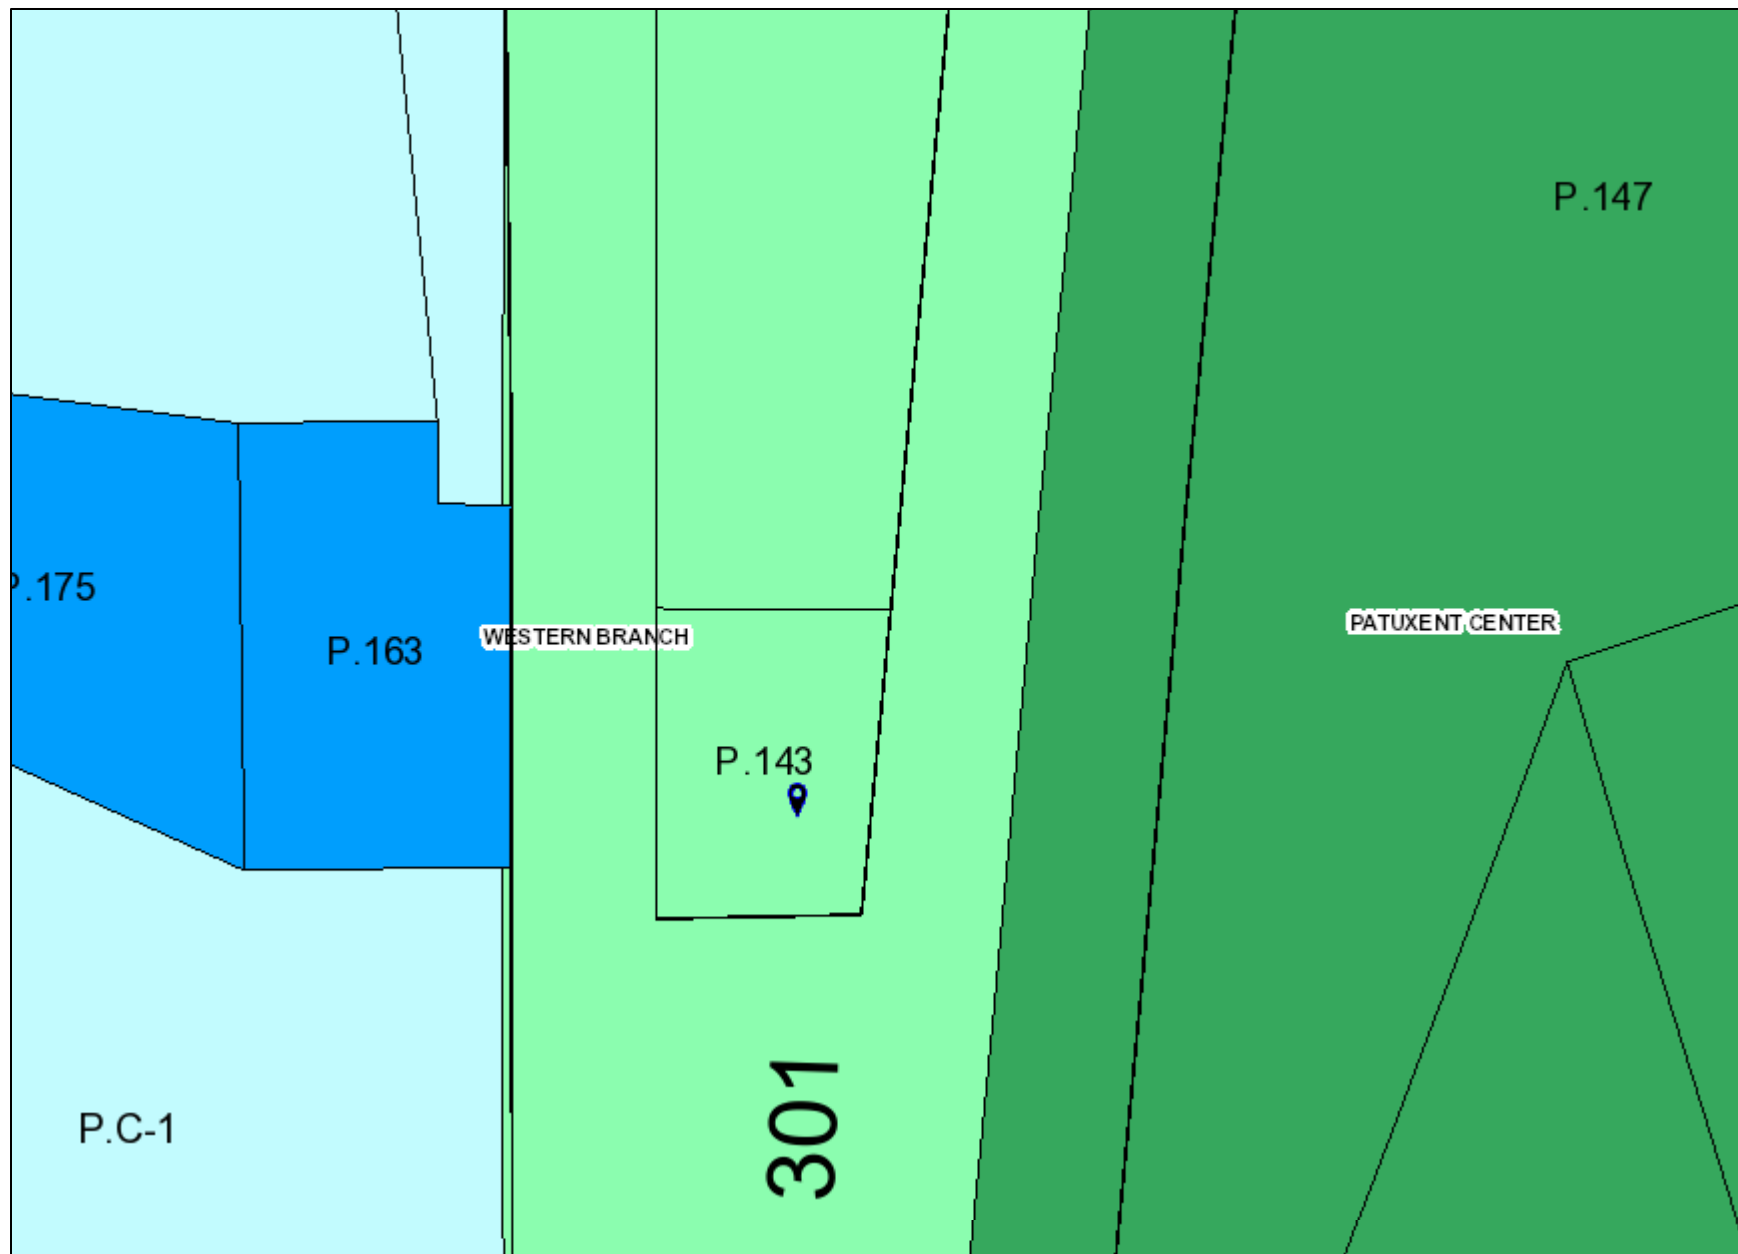 P.147
P.175
WESTERN BRANCH
PATUXENT CENTER
P.163
P.143
301
P.C-1